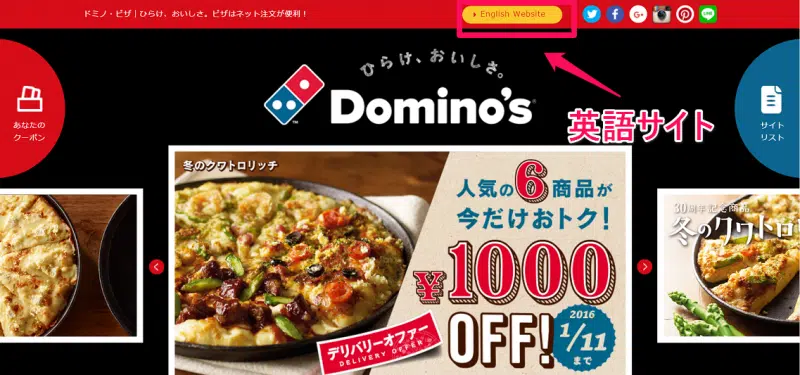 ドミノ・ピザ｜ひらけ、おいしさ。ピザはネット注文が便利！
English Website
英語サイト
ひらけ、おいしさ。
Domino's
あなたの
クーポン
サイト
リスト
冬のクワトロリッチ
人気の6商品が
今だけおトク!
¥1000
OFF!
2016
1/11
まで
デリバリーオファー
DELIVERY OFFER
30周年記念商品
冬のクワトロ